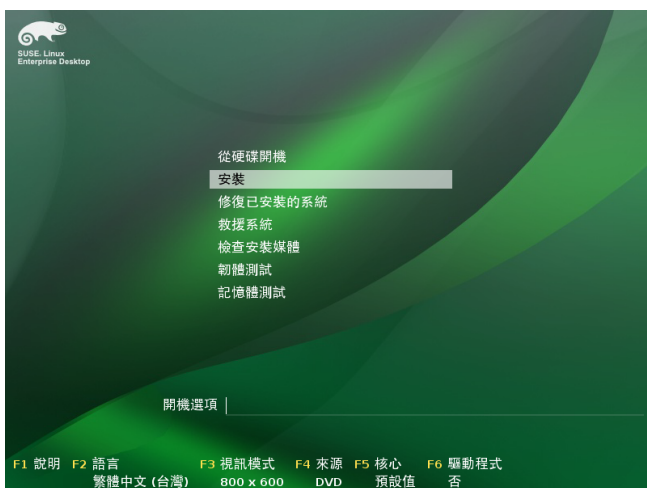 SUSE. Linux
Enterprise Desktop
從硬碟開機
安裝
修復已安裝的系統
救援系統
檢查安裝媒體
韌體測試
記憶體測試
開機選項
F1 說明 F2 語言 F3 視訊模式 F4 來源 F5 核心 F6 驅動程式
繁體中文 (台灣) 800 x 600 DVD 預設值 否